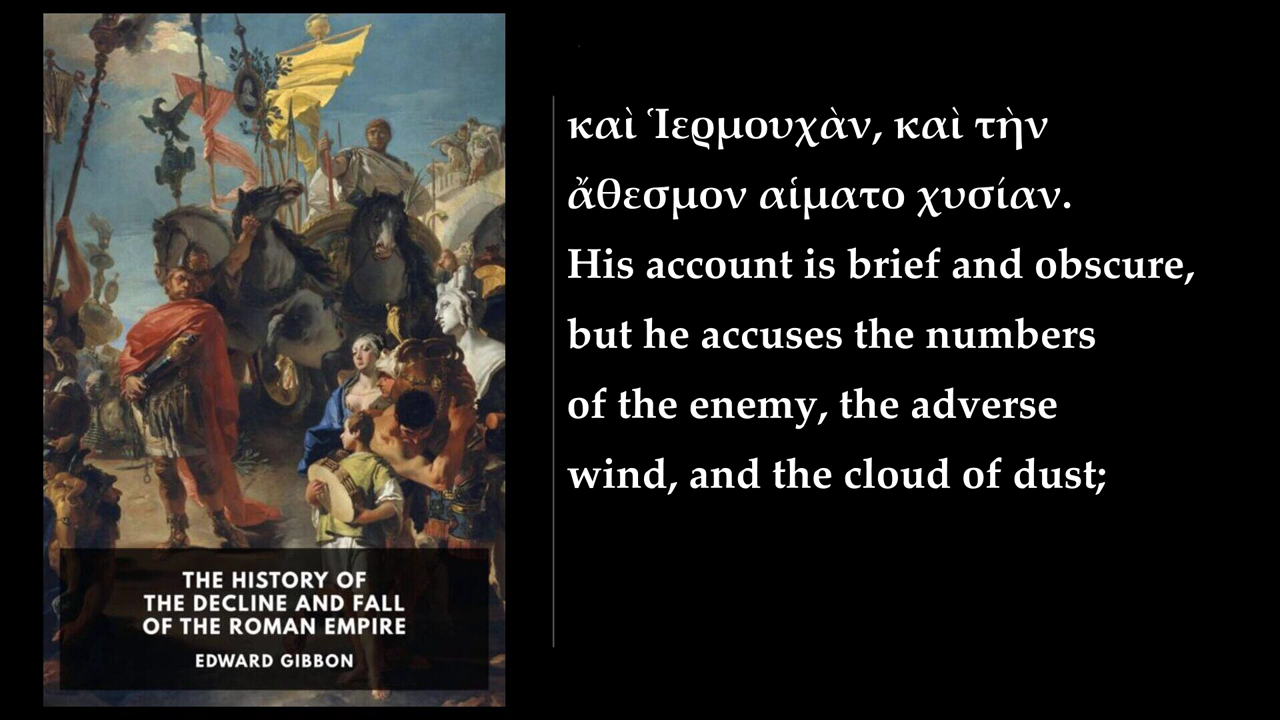 THE HISTORY OF
THE DECLINE AND FALL
OF THE ROMAN EMPIRE
EDWARD GIBBON
καὶ Ἱερμουχὰν, καὶ τὴν
ἄθεσμον αἱματο χυσίαν.
His account is brief and obscure,
but he accuses the numbers
of the enemy, the adverse
wind, and the cloud of dust;